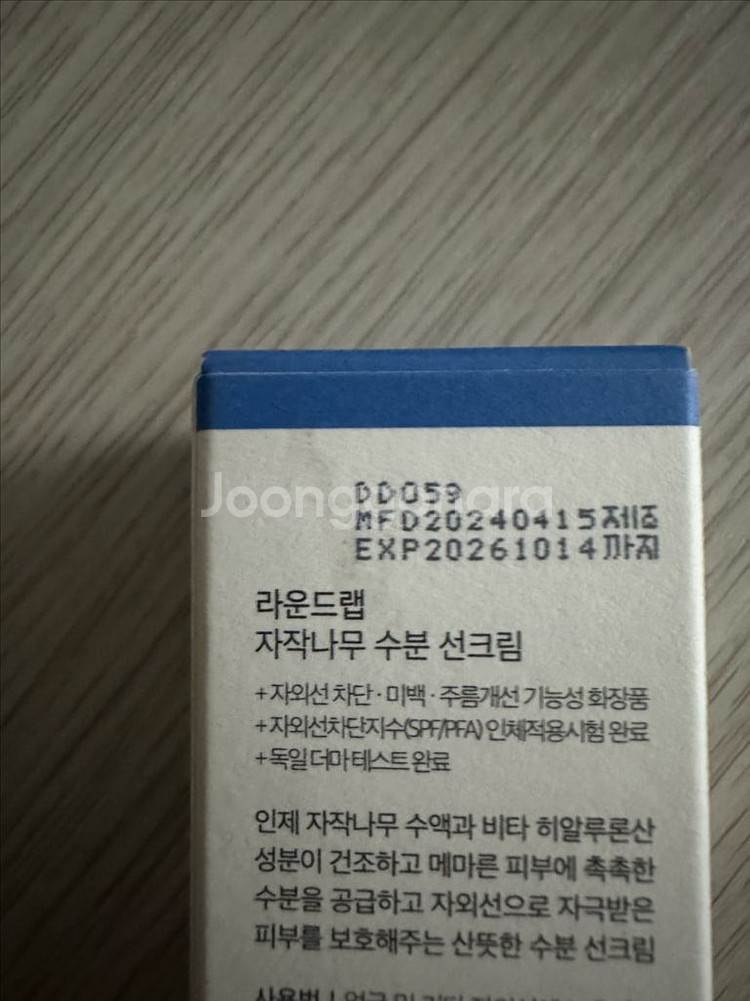 DD059
MFD20240415제조
EXP20261014까지
라운드랩
자작나무 수분 선크림
+자외선 차단·미백·주름개선 기능성 화장품
+자외선차단지수(SPF/PFA) 인체적용시험 완료
+독일 더마 테스트 완료
인제 자작나무 수액과 비타 히알루론산
성분이 건조하고 메마른 피부에 촉촉한
수분을 공급하고 자외선으로 자극받은
피부를 보호해주는 산뜻한 수분 선크림